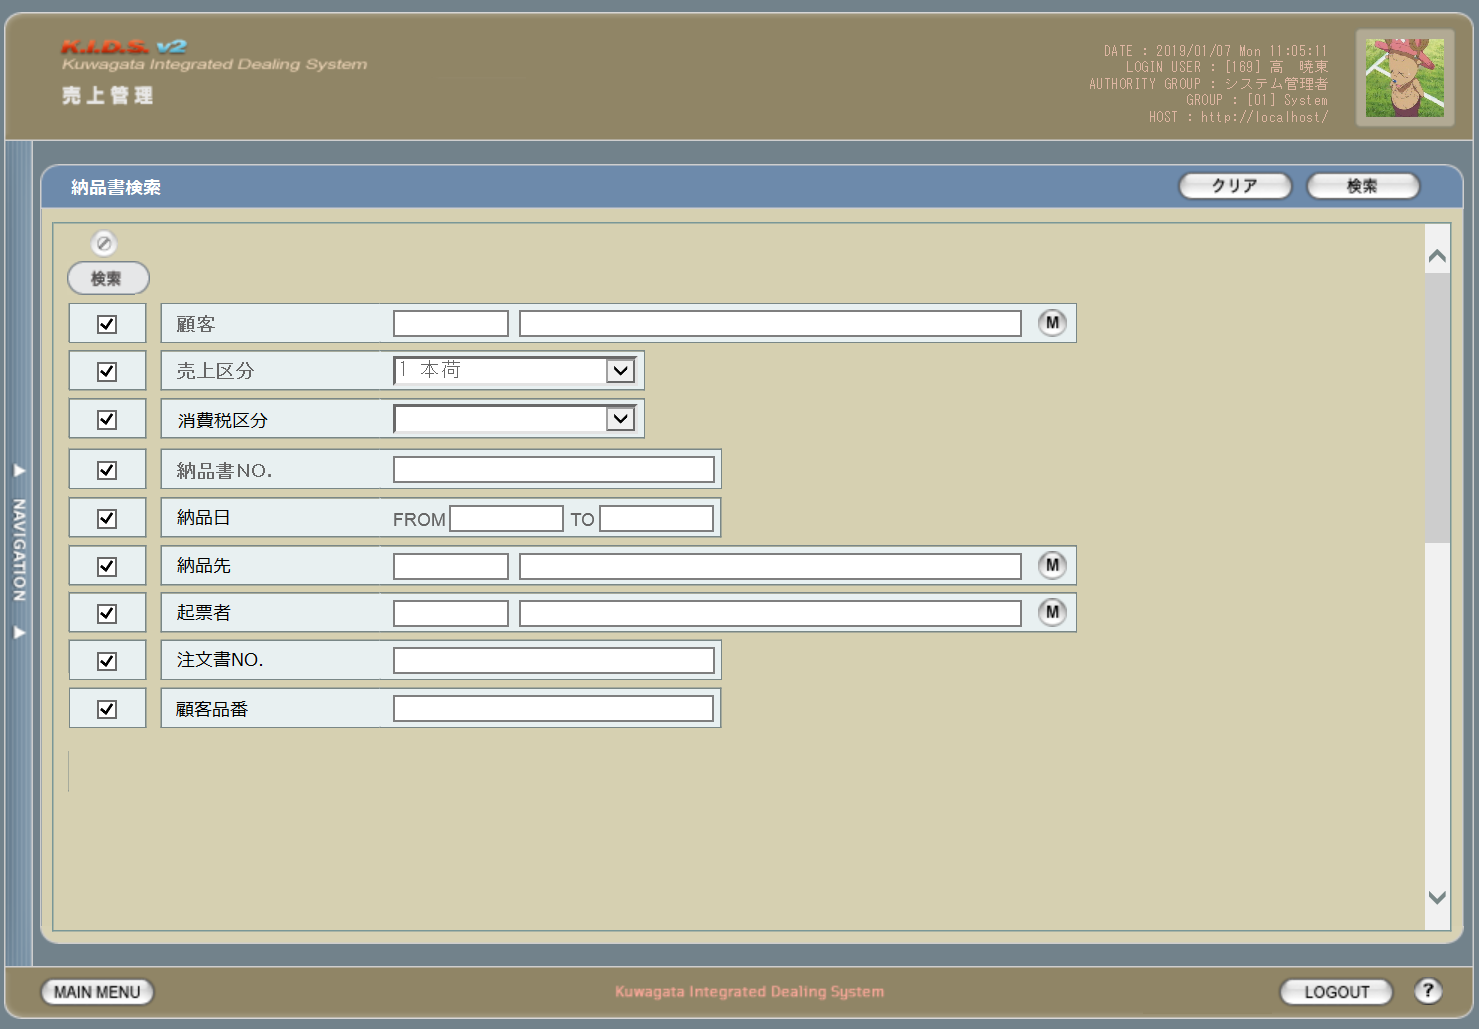 K.I.D.S. v2
Kuwagata Integrated Dealing System
売上管理
DATE : 2019/01/07 Mon 11:05:11
LOGIN USER : [169] 高　暁東
AUTHORITY GROUP : システム管理者
GROUP : [01] System
HOST : http://localhost/
納品書検索
クリア
検索
検索
顧客
M
売上区分
1 本荷
消費税区分
納品書NO.
納品日
FROM
TO
納品先
M
起票者
M
注文書NO.
顧客品番
NAVIGATION
MAIN MENU
Kuwagata Integrated Dealing System
LOGOUT
?